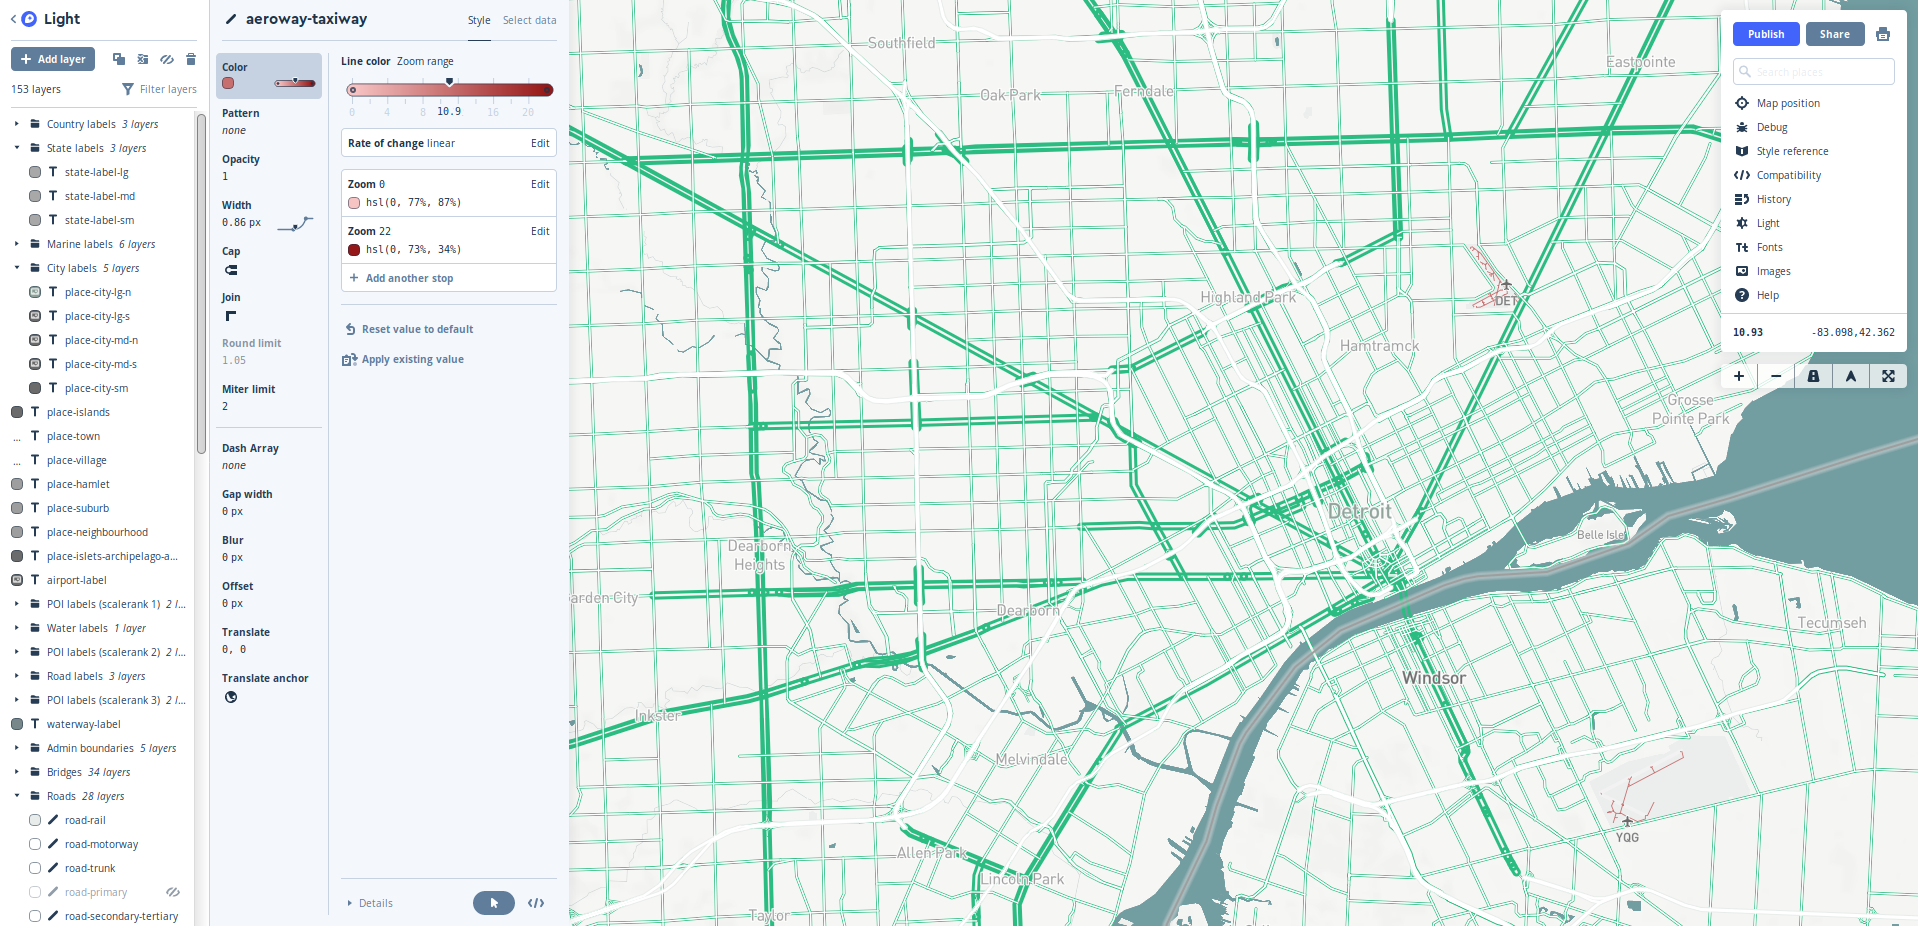 Light
Add layer
153 layers
Filter layers
Country labels 3 layers
State labels 3 layers
state-label-lg
state-label-md
state-label-sm
Marine labels 6 layers
City labels 5 layers
place-city-lg-n
place-city-lg-s
place-city-md-n
place-city-md-s
place-city-sm
place-islands
... place-town
... place-village
place-hamlet
place-suburb
place-neighbourhood
place-islets-archipelago-a...
airport-label
POI labels (scalerank 1) 2 l...
Water labels 1 layer
POI labels (scalerank 2) 2 l...
Road labels 3 layers
POI labels (scalerank 3) 2 l...
waterway-label
Admin boundaries 5 layers
Bridges 34 layers
Roads 28 layers
road-rail
road-motorway
road-trunk
road-primary
road-secondary-tertiary
aeroway-taxiway
Style
Select data
Color
Pattern
none
Opacity
1
Width
0.86 px
Cap
Join
Round limit
1.05
Miter limit
2
Dash Array
none
Gap width
0 px
Blur
0 px
Offset
0 px
Translate
0, 0
Translate anchor
Line color Zoom range
0 4 8 10.9 16 20
Rate of change linear Edit
Zoom 0 Edit
hsl(0, 77%, 87%)
Zoom 22 Edit
hsl(0, 73%, 34%)
Add another stop
Reset value to default
Apply existing value
Details
</>
Southfield
Oak Park
Ferndale
Eastpointe
Highland Park
DET
Hamtramck
Grosse
Pointe Park
Detroit
Belle Isle
Dearborn
Heights
arden City
Dearborn
Tecumseh
Windsor
Inkster
Melvindale
YQG
Allen Park
Lincoln Park
Taylor
Publish
Share
Search places
Map position
Debug
Style reference
</> Compatibility
History
Light
Tt Fonts
Images
? Help
10.93 -83.098,42.362